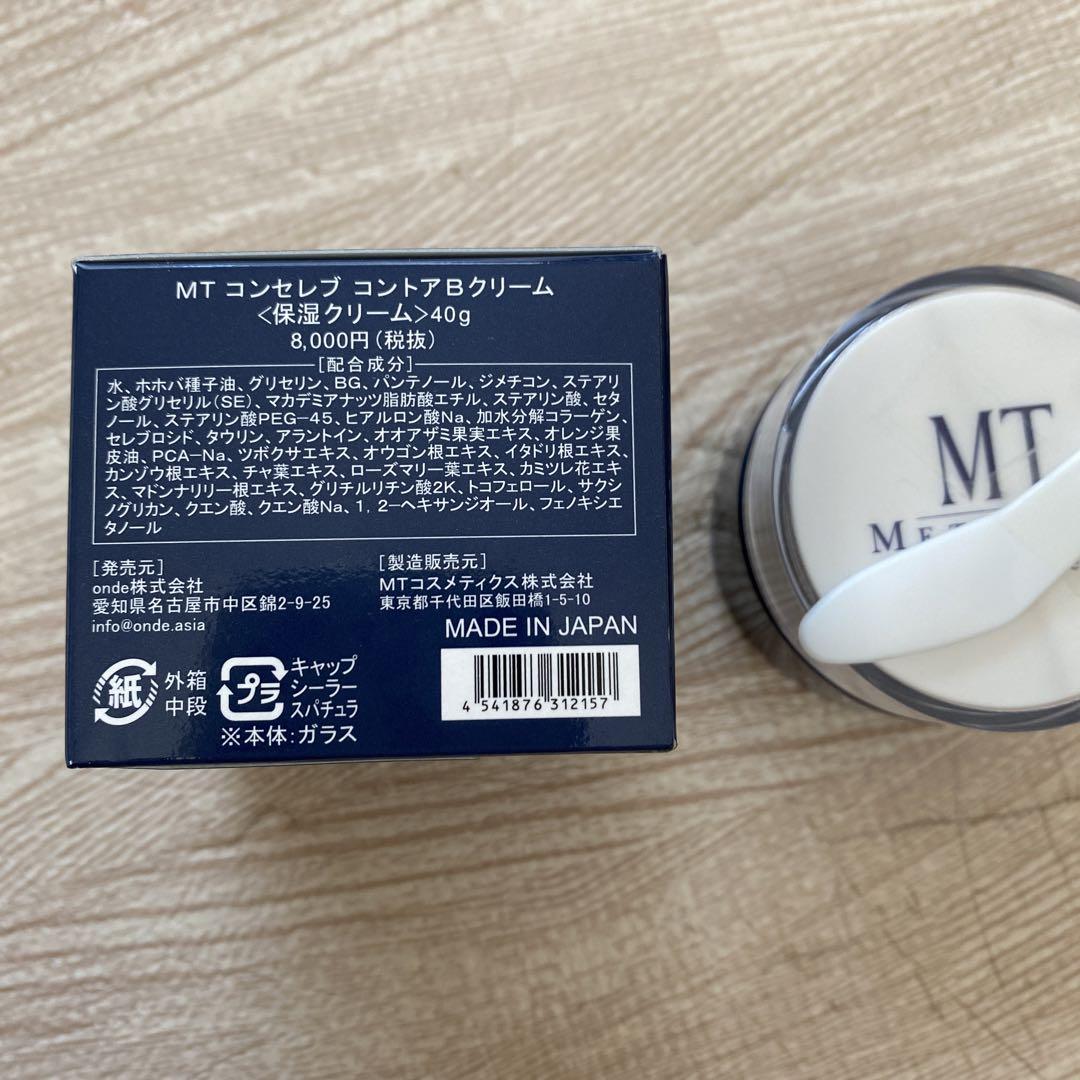 MT コンセレブ コントアBクリーム
<保湿クリーム>40g
8,000円(税抜)
[配合成分]
水、ホホバ種子油、グリセリン、BG、パンテノール、ジメチコン、ステアリ
ン酸グリセリル(SE)、マカデミアナッツ脂肪酸エチル、ステアリン酸、セタ
ノール、ステアリン酸PEG-45、ヒアルロン酸Na、加水分解コラーゲン、
セレブロシド、タウリン、アラントイン、オオアザミ果実エキス、オレンジ果
皮油、PCA-Na、ツボクサエキス、オウゴン根エキス、イタドリ根エキス、
カンゾウ根エキス、チャ葉エキス、ローズマリー葉エキス、カミツレ花エキ
ス、マドンナリリー根エキス、グリチルリチン酸2K、トコフェロール、サクシ
ノグリカン、クエン酸、クエン酸Na、1,2-ヘキサンジオール、フェノキシエ
タノール
[発売元]
onde株式会社
愛知県名古屋市中区錦2-9-25
info@onde.asia
[製造販売元]
MTコスメティクス株式会社
東京都千代田区飯田橋1-5-10
MADE IN JAPAN
紙 外箱
中段
プラ キャップ
シーラー
スパチュラ
※本体:ガラス
4 541876 312157
MT